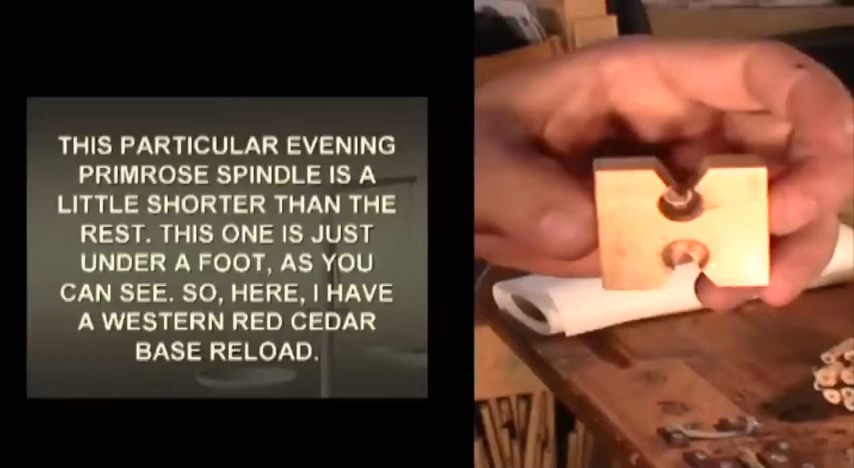 THIS PARTICULAR EVENING
PRIMROSE SPINDLE IS A
LITTLE SHORTER THAN THE
REST. THIS ONE IS JUST
UNDER A FOOT, AS YOU
CAN SEE. SO, HERE, I HAVE
A WESTERN RED CEDAR
BASE RELOAD.